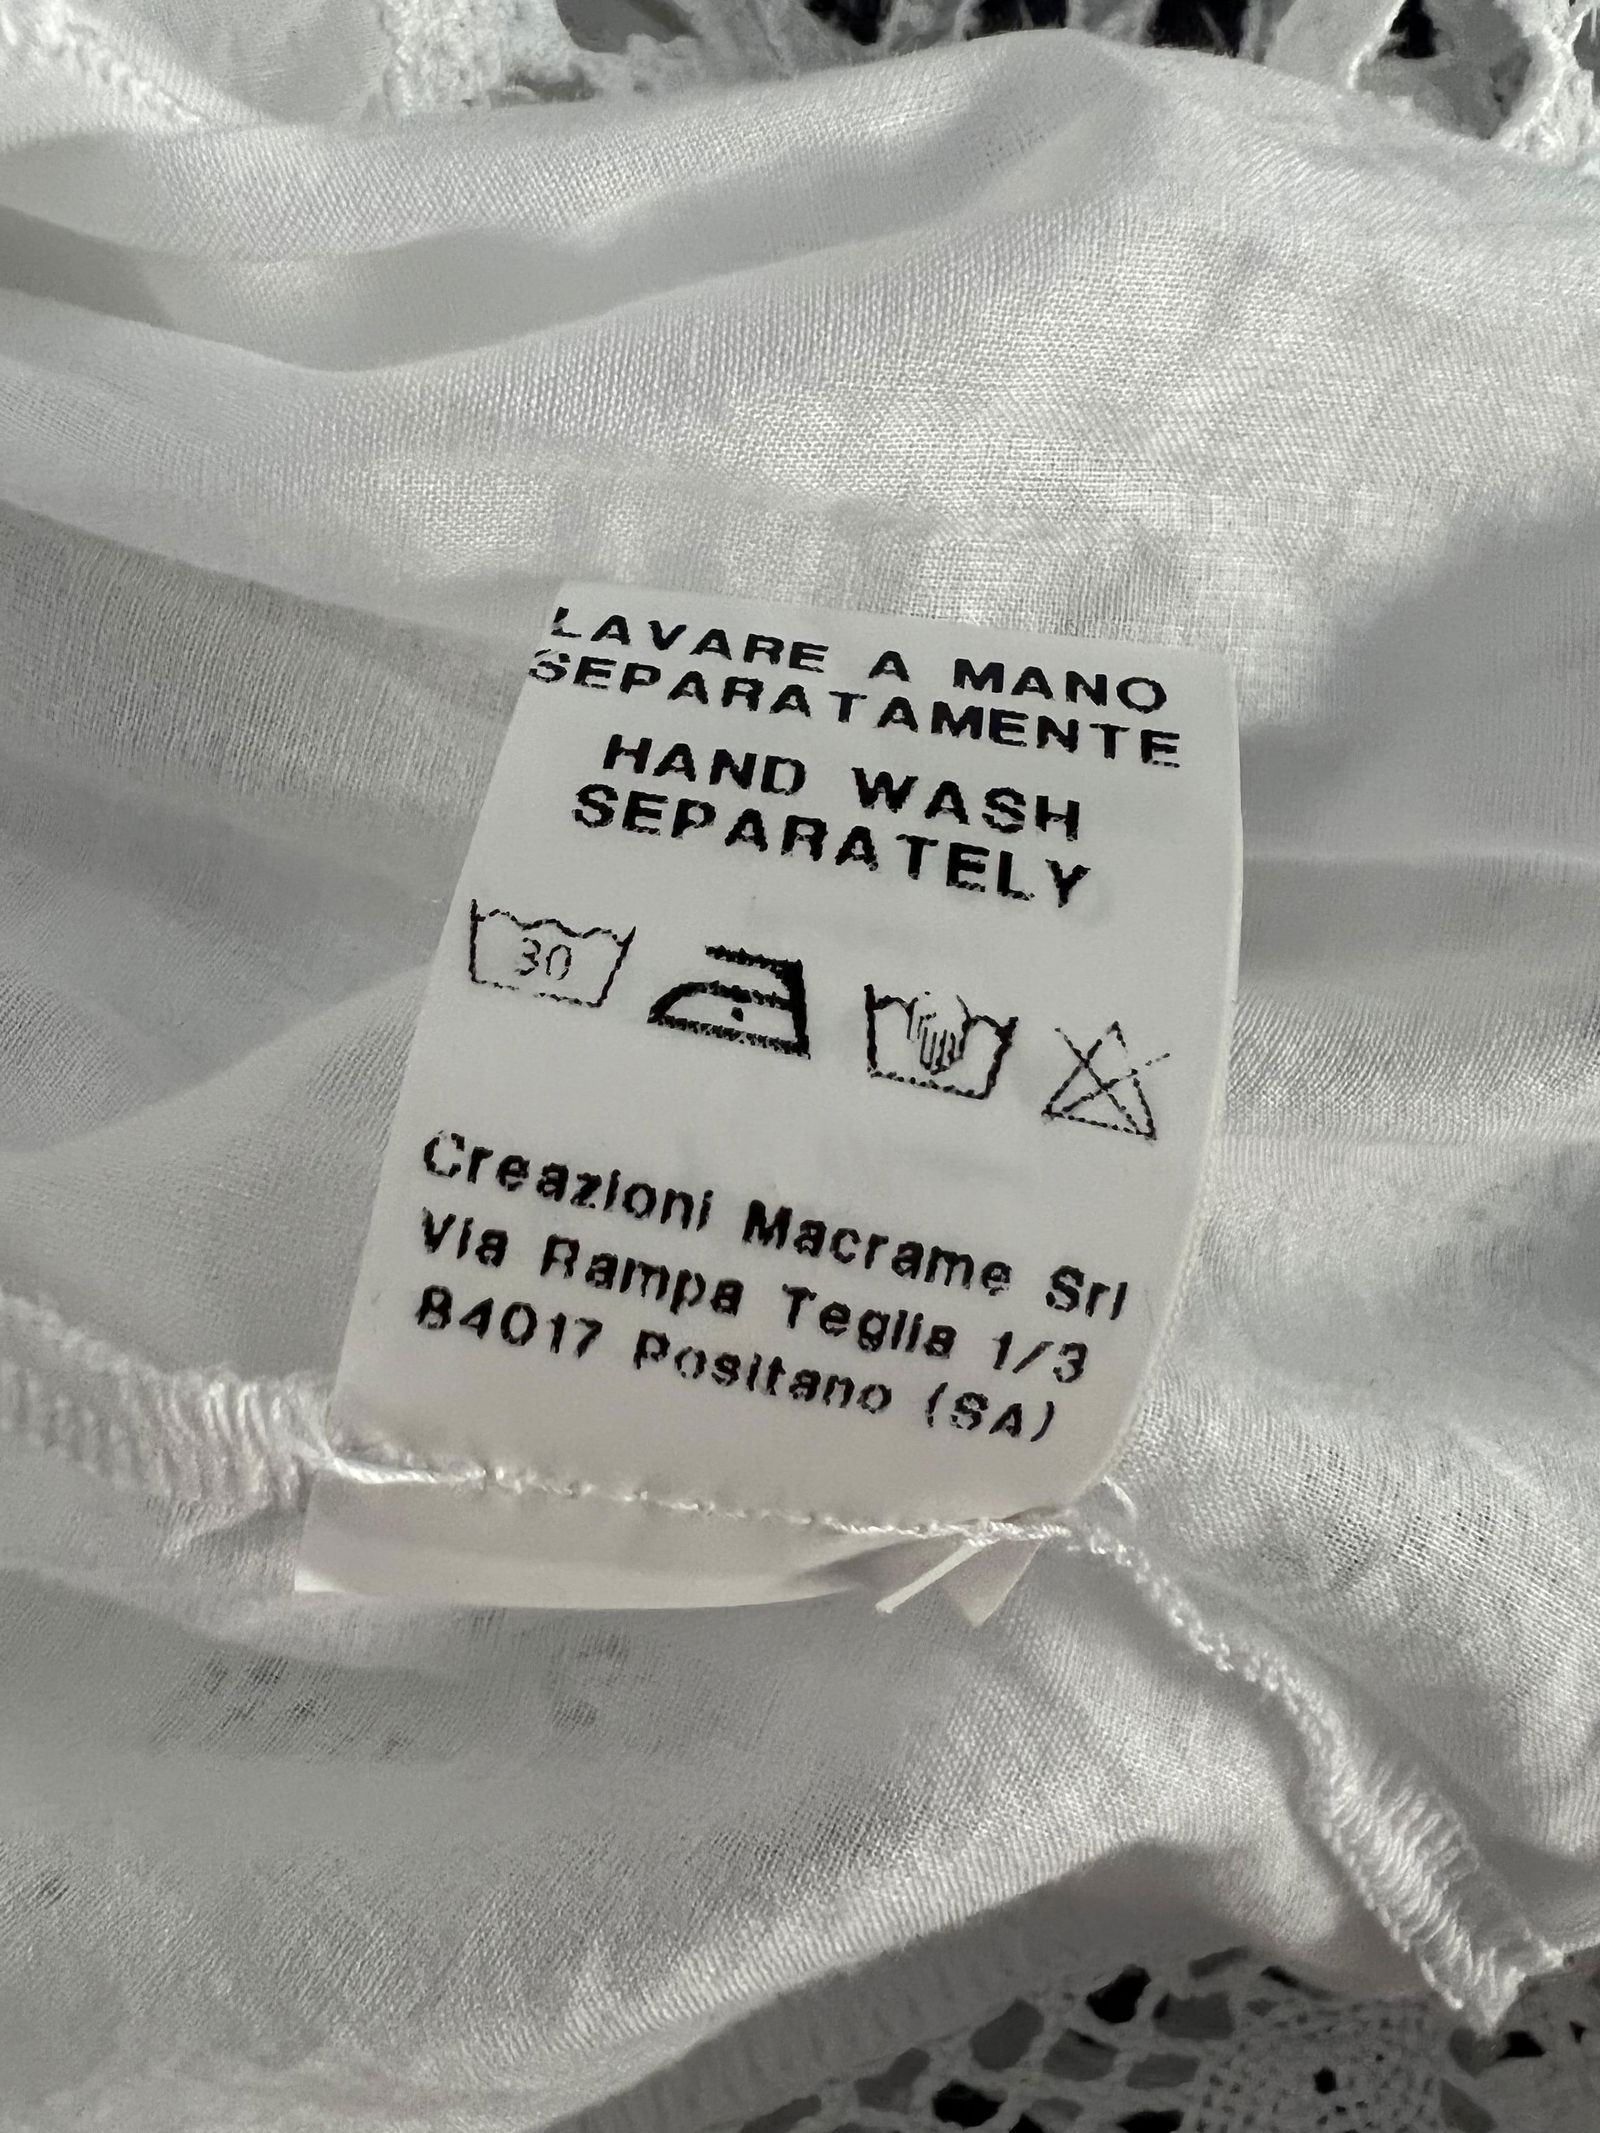 LAVARE A MANO
SEPARATAMENTE
HAND WASH
SEPARATELY
30
Creazioni Macrame Srl
Via Rampa Teglia 1/3
84017 Positano (SA)